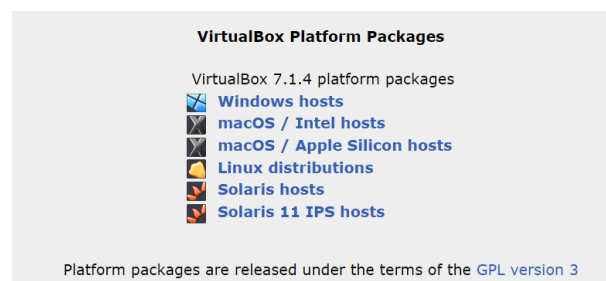 VirtualBox Platform Packages
VirtualBox 7.1.4 platform packages
Windows hosts
macOS / Intel hosts
macOS / Apple Silicon hosts
Linux distributions
Solaris hosts
Solaris 11 IPS hosts
Platform packages are released under the terms of the GPL version 3